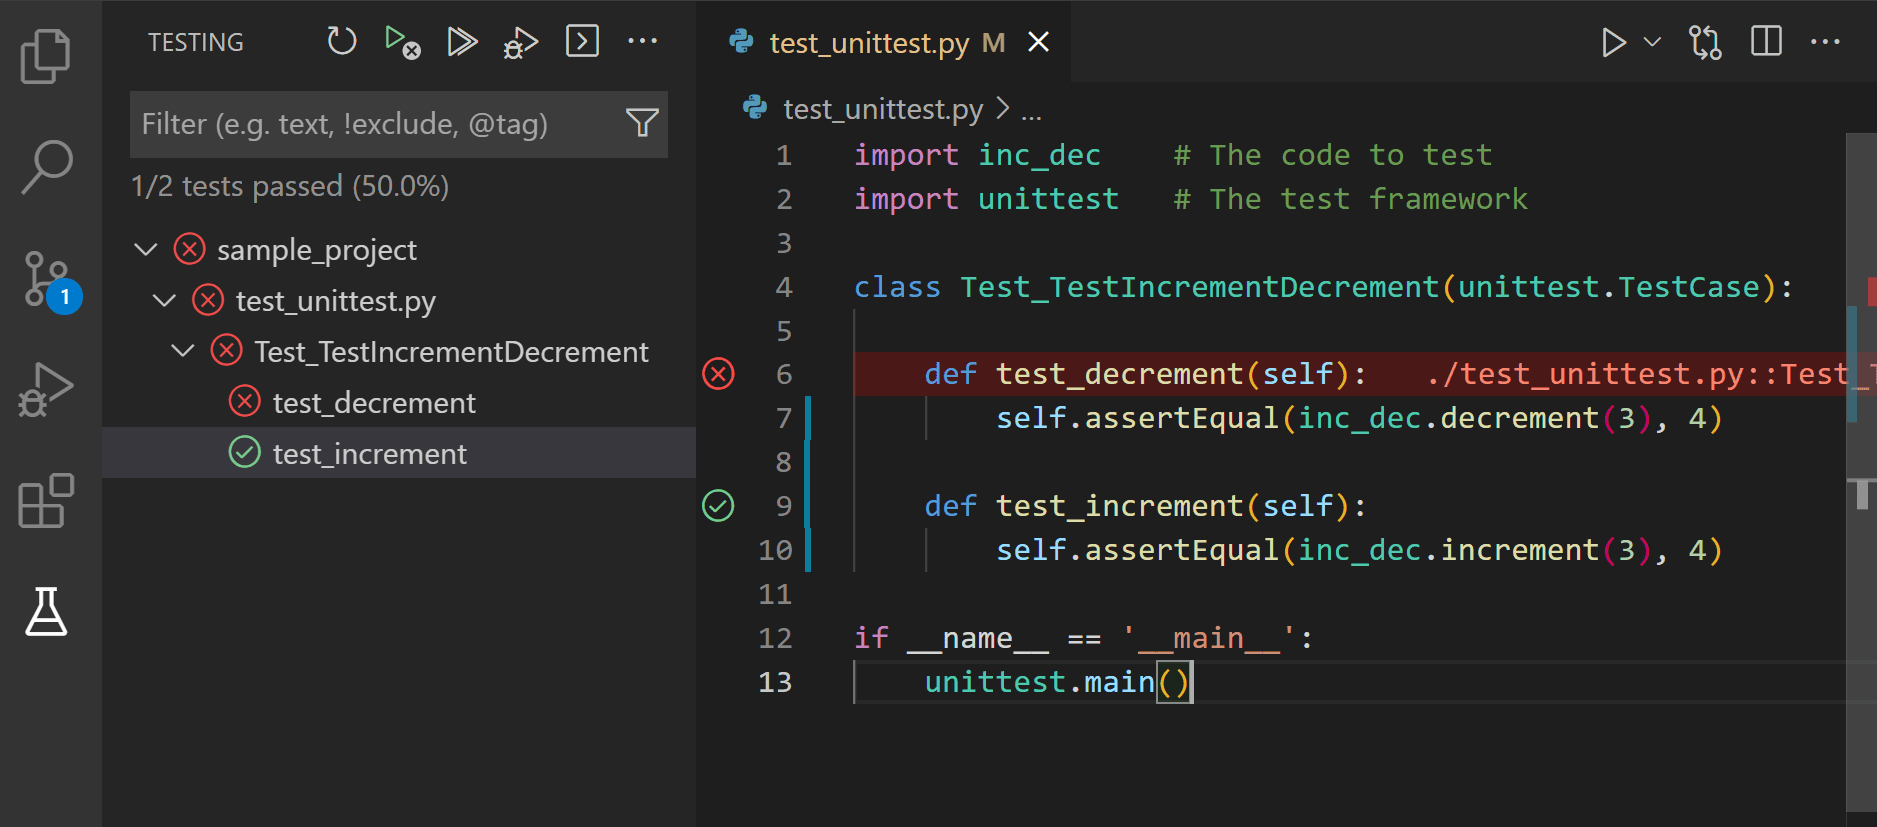 TESTING
Filter (e.g. text, !exclude, @tag)
1/2 tests passed (50.0%)
sample_project
test_unittest.py
Test_TestIncrementDecrement
test_decrement
test_increment
1
test_unittest.py M
test_unittest.py > ...
1 import inc_dec    # The code to test
2 import unittest   # The test framework
3
4 class Test_TestIncrementDecrement(unittest.TestCase):
5
6     def test_decrement(self):   ./test_unittest.py::Test_
7         self.assertEqual(inc_dec.decrement(3), 4)
8
9     def test_increment(self):
10         self.assertEqual(inc_dec.increment(3), 4)
11
12 if __name__ == '__main__':
13     unittest.main()